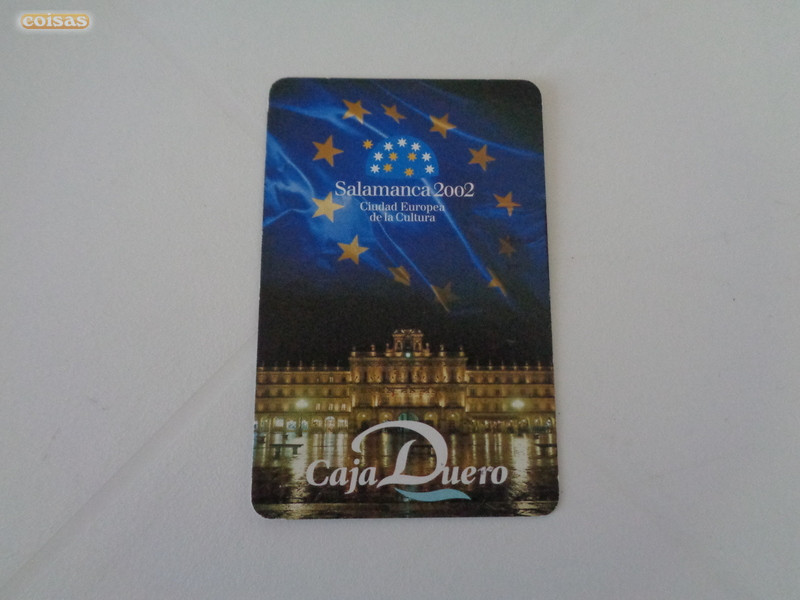 coisas
Salamanca 2002
Ciudad Europea
de la Cultura
Caja Duero